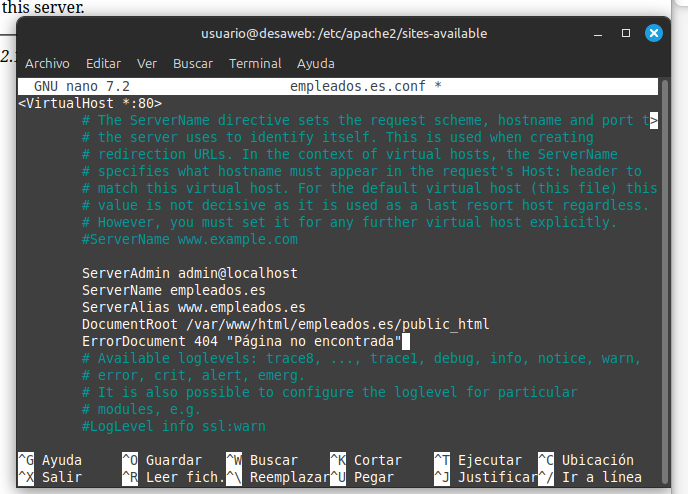 this server.
2.
usuario@desaweb: /etc/apache2/sites-available
Archivo Editar Ver Buscar Terminal Ayuda
GNU nano 7.2 empleados.es.conf *
<VirtualHost *:80>
# The ServerName directive sets the request scheme, hostname and port t>
# the server uses to identify itself. This is used when creating
# redirection URLs. In the context of virtual hosts, the ServerName
# specifies what hostname must appear in the request's Host: header to
# match this virtual host. For the default virtual host (this file) this
# value is not decisive as it is used as a last resort host regardless.
# However, you must set it for any further virtual host explicitly.
#ServerName www.example.com
ServerAdmin admin@localhost
ServerName empleados.es
ServerAlias www.empleados.es
DocumentRoot /var/www/html/empleados.es/public_html
ErrorDocument 404 "Página no encontrada"
# Available loglevels: trace8, ..., trace1, debug, info, notice, warn,
# error, crit, alert, emerg.
# It is also possible to configure the loglevel for particular
# modules, e.g.
#LogLevel info ssl:warn
^G Ayuda ^O Guardar ^W Buscar ^K Cortar ^T Ejecutar ^C Ubicación
^X Salir ^R Leer fich. ^\ Reemplazar ^U Pegar ^J Justificar ^/ Ir a línea